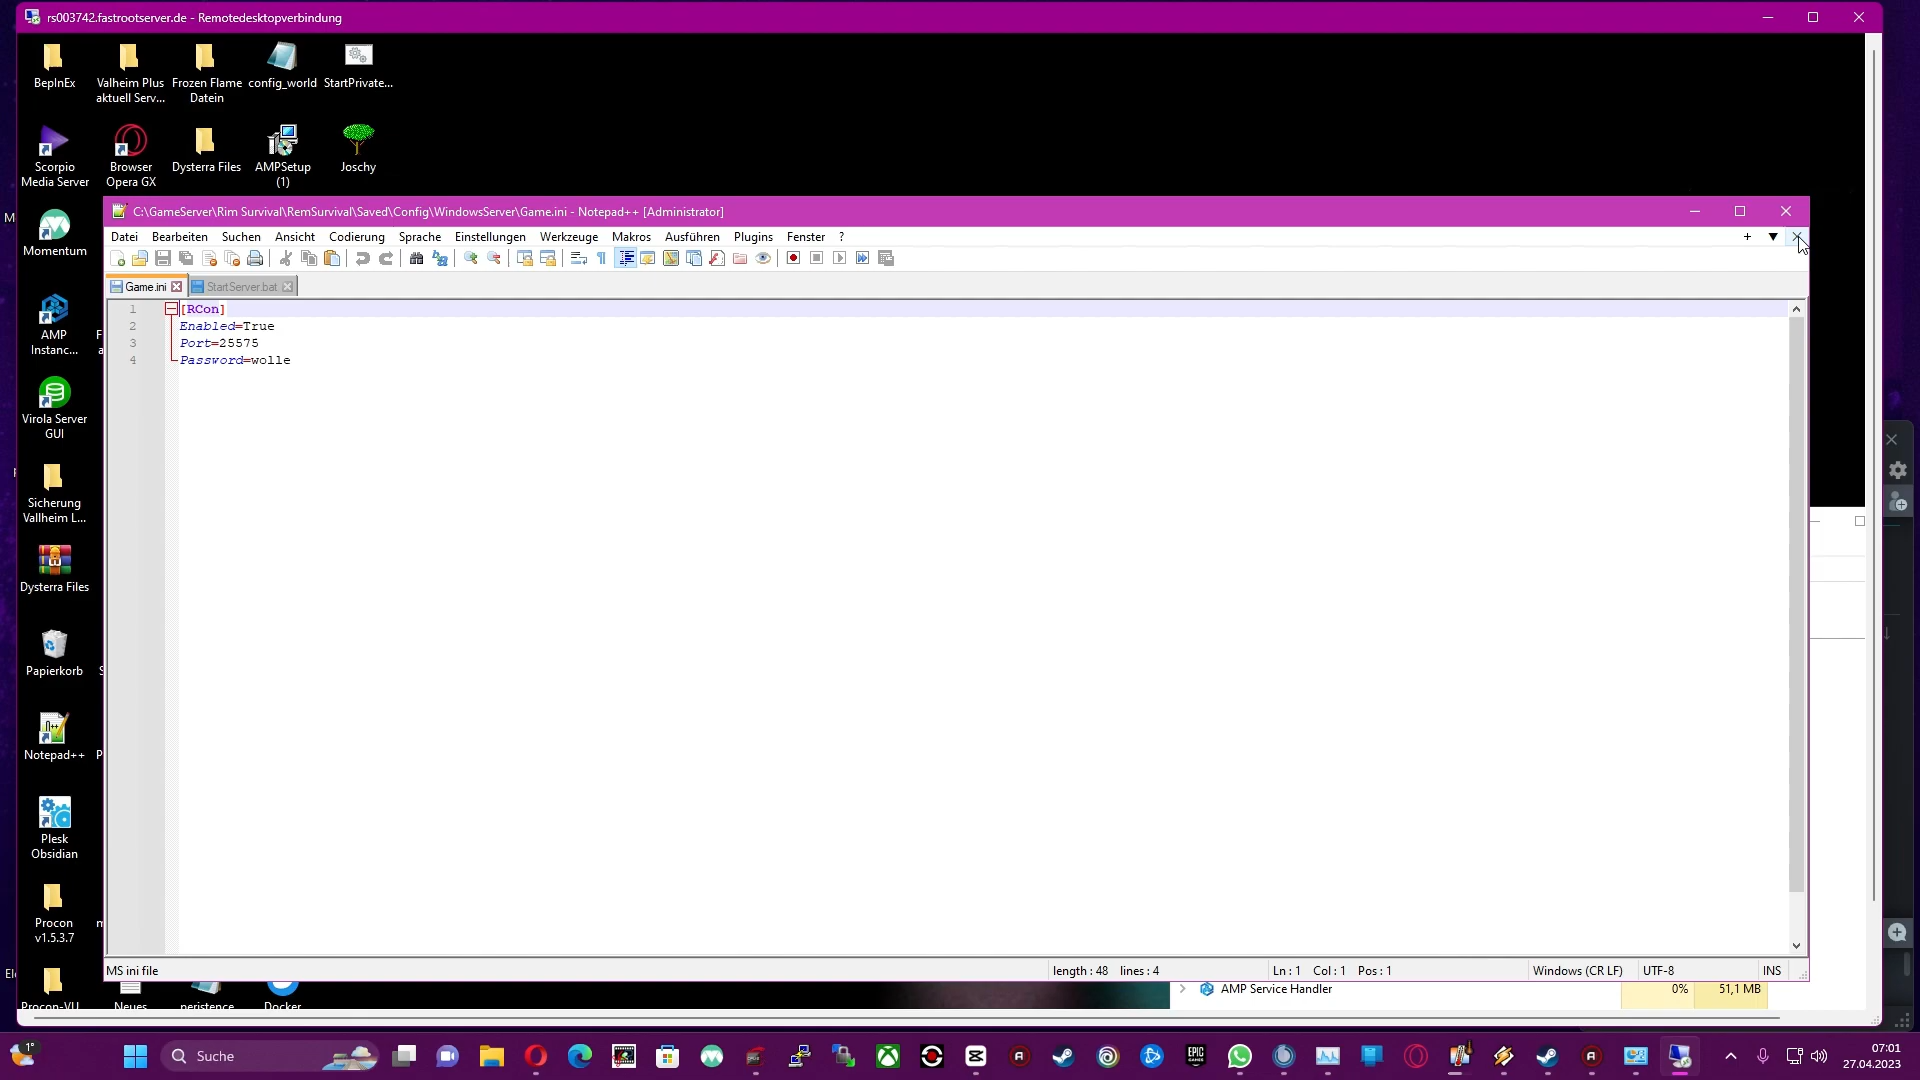 rs003742.fastrootserver.de - Remotedesktopverbindung
BepInEx
Valheim Plus
aktuell Serv...
Frozen Flame
Datein
config_world
StartPrivate...
Scorpio
Media Server
Browser
Opera GX
Dysterra Files
AMPSetup
(1)
Joschy
Momentum
AMP
Instanc...
Virola Server
GUI
Sicherung
Vallheim L...
Dysterra Files
Papierkorb
Notepad++
Plesk
Obsidian
Procon
v1.5.3.7
Procon-VU
Neues
peristence
Docker
C:\GameServer\Rim Survival\RemSurvival\Saved\Config\WindowsServer\Game.ini - Notepad++ [Administrator]
Datei Bearbeiten Suchen Ansicht Codierung Sprache Einstellungen Werkzeuge Makros Ausführen Plugins Fenster ?
Game.ini StartServer.bat
1 [RCon]
2 Enabled=True
3 Port=25575
4 Password=wolle
MS ini file length : 48 lines : 4 Ln : 1 Col : 1 Pos : 1 Windows (CR LF) UTF-8 INS
AMP Service Handler 0% 51,1 MB
1°
Suche
EPIC
GAMES
07:01
27.04.2023